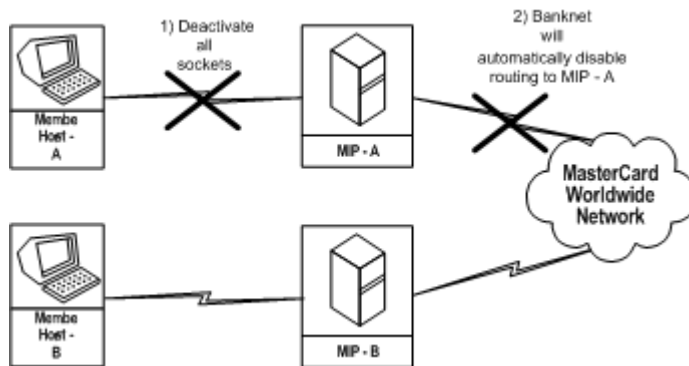 1) Deactivate
all
sockets
2) Banknet
will
automatically disable
routing to MIP - A
Membe
Host -
A
MIP - A
MasterCard
Worldwide
Network
Membe
Host -
B
MIP - B